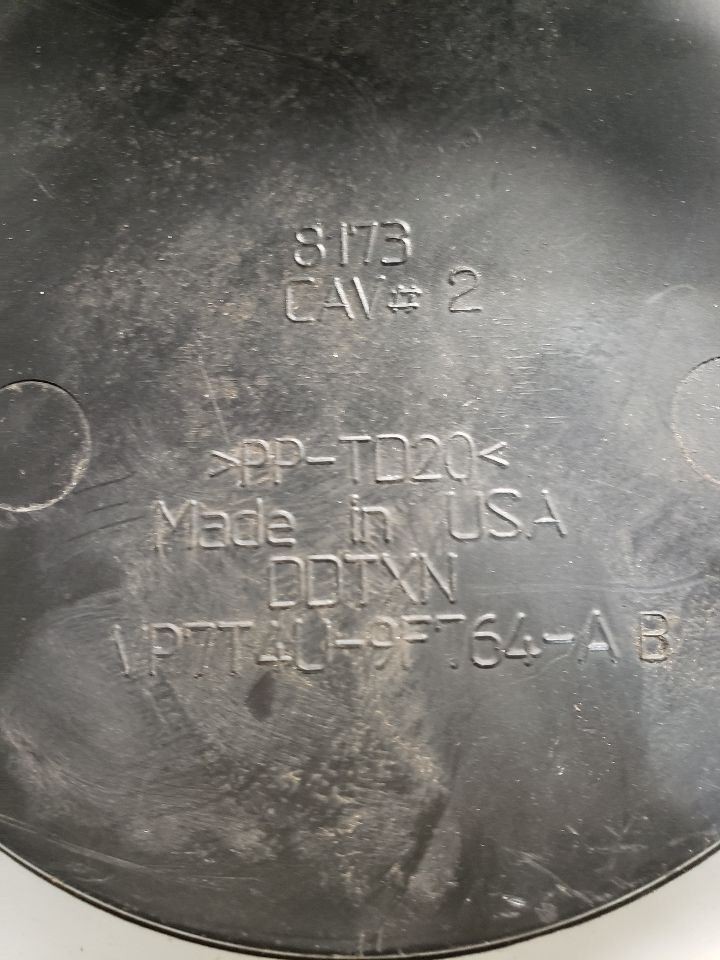 8173
CAV# 2
>PP-TD20<
Made in USA
DDTXN
VP7T4U-9F764-AB